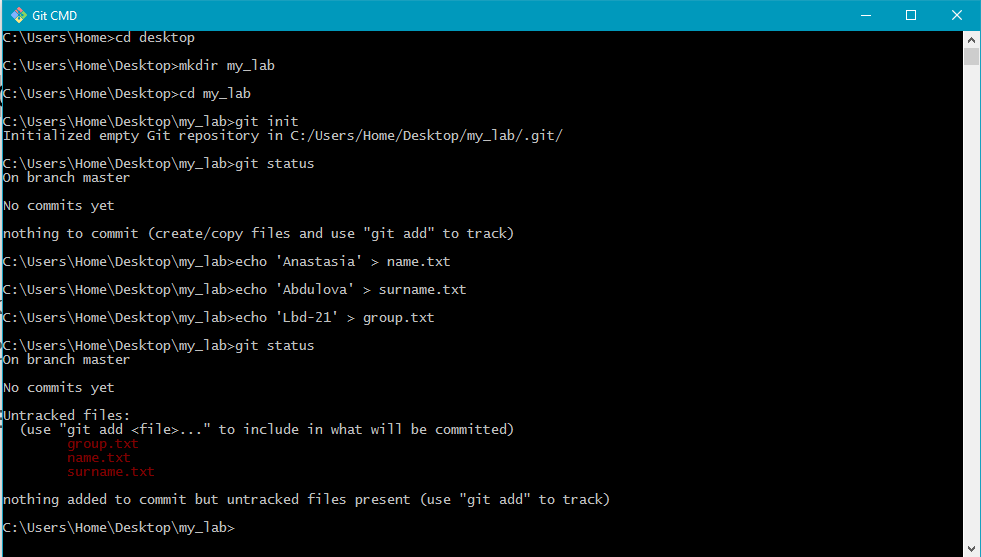 Git CMD
C:\Users\Home>cd desktop
C:\Users\Home\Desktop>mkdir my_lab
C:\Users\Home\Desktop>cd my_lab
C:\Users\Home\Desktop\my_lab>git init
Initialized empty Git repository in C:/Users/Home/Desktop/my_lab/.git/
C:\Users\Home\Desktop\my_lab>git status
On branch master
No commits yet
nothing to commit (create/copy files and use "git add" to track)
C:\Users\Home\Desktop\my_lab>echo 'Anastasia' > name.txt
C:\Users\Home\Desktop\my_lab>echo 'Abdulova' > surname.txt
C:\Users\Home\Desktop\my_lab>echo 'Lbd-21' > group.txt
C:\Users\Home\Desktop\my_lab>git status
On branch master
No commits yet
Untracked files:
(use "git add <file>..." to include in what will be committed)
group.txt
name.txt
surname.txt
nothing added to commit but untracked files present (use "git add" to track)
C:\Users\Home\Desktop\my_lab>